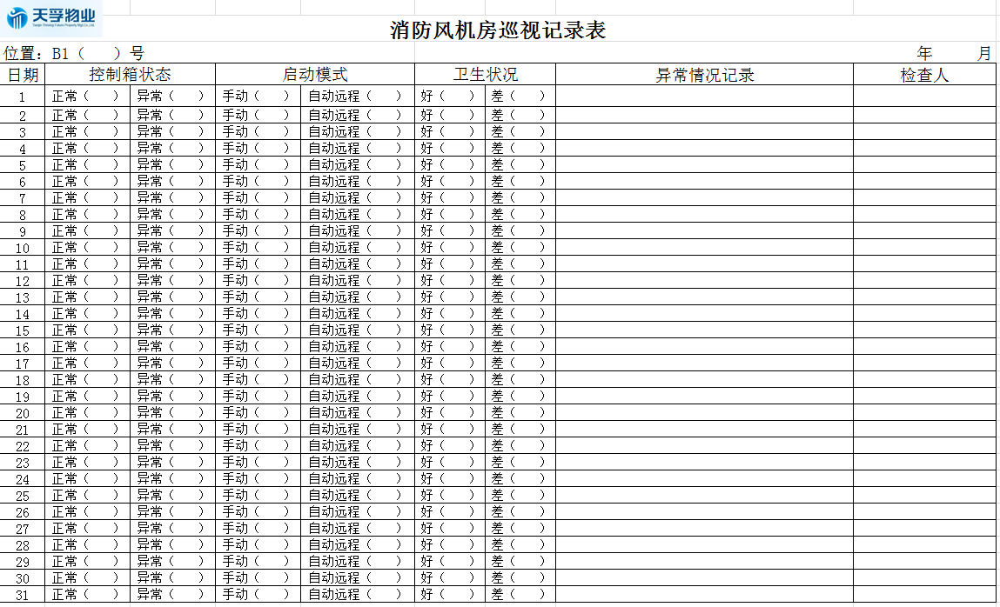 天孚物业
消防风机房巡视记录表
位置：B1（ ）号 年 月
日期 控制箱状态 启动模式 卫生状况 异常情况记录 检查人
1 正常（ ） 异常（ ） 手动（ ） 自动远程（ ） 好（ ） 差（ ）
2 正常（ ） 异常（ ） 手动（ ） 自动远程（ ） 好（ ） 差（ ）
3 正常（ ） 异常（ ） 手动（ ） 自动远程（ ） 好（ ） 差（ ）
4 正常（ ） 异常（ ） 手动（ ） 自动远程（ ） 好（ ） 差（ ）
5 正常（ ） 异常（ ） 手动（ ） 自动远程（ ） 好（ ） 差（ ）
6 正常（ ） 异常（ ） 手动（ ） 自动远程（ ） 好（ ） 差（ ）
7 正常（ ） 异常（ ） 手动（ ） 自动远程（ ） 好（ ） 差（ ）
8 正常（ ） 异常（ ） 手动（ ） 自动远程（ ） 好（ ） 差（ ）
9 正常（ ） 异常（ ） 手动（ ） 自动远程（ ） 好（ ） 差（ ）
10 正常（ ） 异常（ ） 手动（ ） 自动远程（ ） 好（ ） 差（ ）
11 正常（ ） 异常（ ） 手动（ ） 自动远程（ ） 好（ ） 差（ ）
12 正常（ ） 异常（ ） 手动（ ） 自动远程（ ） 好（ ） 差（ ）
13 正常（ ） 异常（ ） 手动（ ） 自动远程（ ） 好（ ） 差（ ）
14 正常（ ） 异常（ ） 手动（ ） 自动远程（ ） 好（ ） 差（ ）
15 正常（ ） 异常（ ） 手动（ ） 自动远程（ ） 好（ ） 差（ ）
16 正常（ ） 异常（ ） 手动（ ） 自动远程（ ） 好（ ） 差（ ）
17 正常（ ） 异常（ ） 手动（ ） 自动远程（ ） 好（ ） 差（ ）
18 正常（ ） 异常（ ） 手动（ ） 自动远程（ ） 好（ ） 差（ ）
19 正常（ ） 异常（ ） 手动（ ） 自动远程（ ） 好（ ） 差（ ）
20 正常（ ） 异常（ ） 手动（ ） 自动远程（ ） 好（ ） 差（ ）
21 正常（ ） 异常（ ） 手动（ ） 自动远程（ ） 好（ ） 差（ ）
22 正常（ ） 异常（ ） 手动（ ） 自动远程（ ） 好（ ） 差（ ）
23 正常（ ） 异常（ ） 手动（ ） 自动远程（ ） 好（ ） 差（ ）
24 正常（ ） 异常（ ） 手动（ ） 自动远程（ ） 好（ ） 差（ ）
25 正常（ ） 异常（ ） 手动（ ） 自动远程（ ） 好（ ） 差（ ）
26 正常（ ） 异常（ ） 手动（ ） 自动远程（ ） 好（ ） 差（ ）
27 正常（ ） 异常（ ） 手动（ ） 自动远程（ ） 好（ ） 差（ ）
28 正常（ ） 异常（ ） 手动（ ） 自动远程（ ） 好（ ） 差（ ）
29 正常（ ） 异常（ ） 手动（ ） 自动远程（ ） 好（ ） 差（ ）
30 正常（ ） 异常（ ） 手动（ ） 自动远程（ ） 好（ ） 差（ ）
31 正常（ ） 异常（ ） 手动（ ） 自动远程（ ） 好（ ） 差（ ）